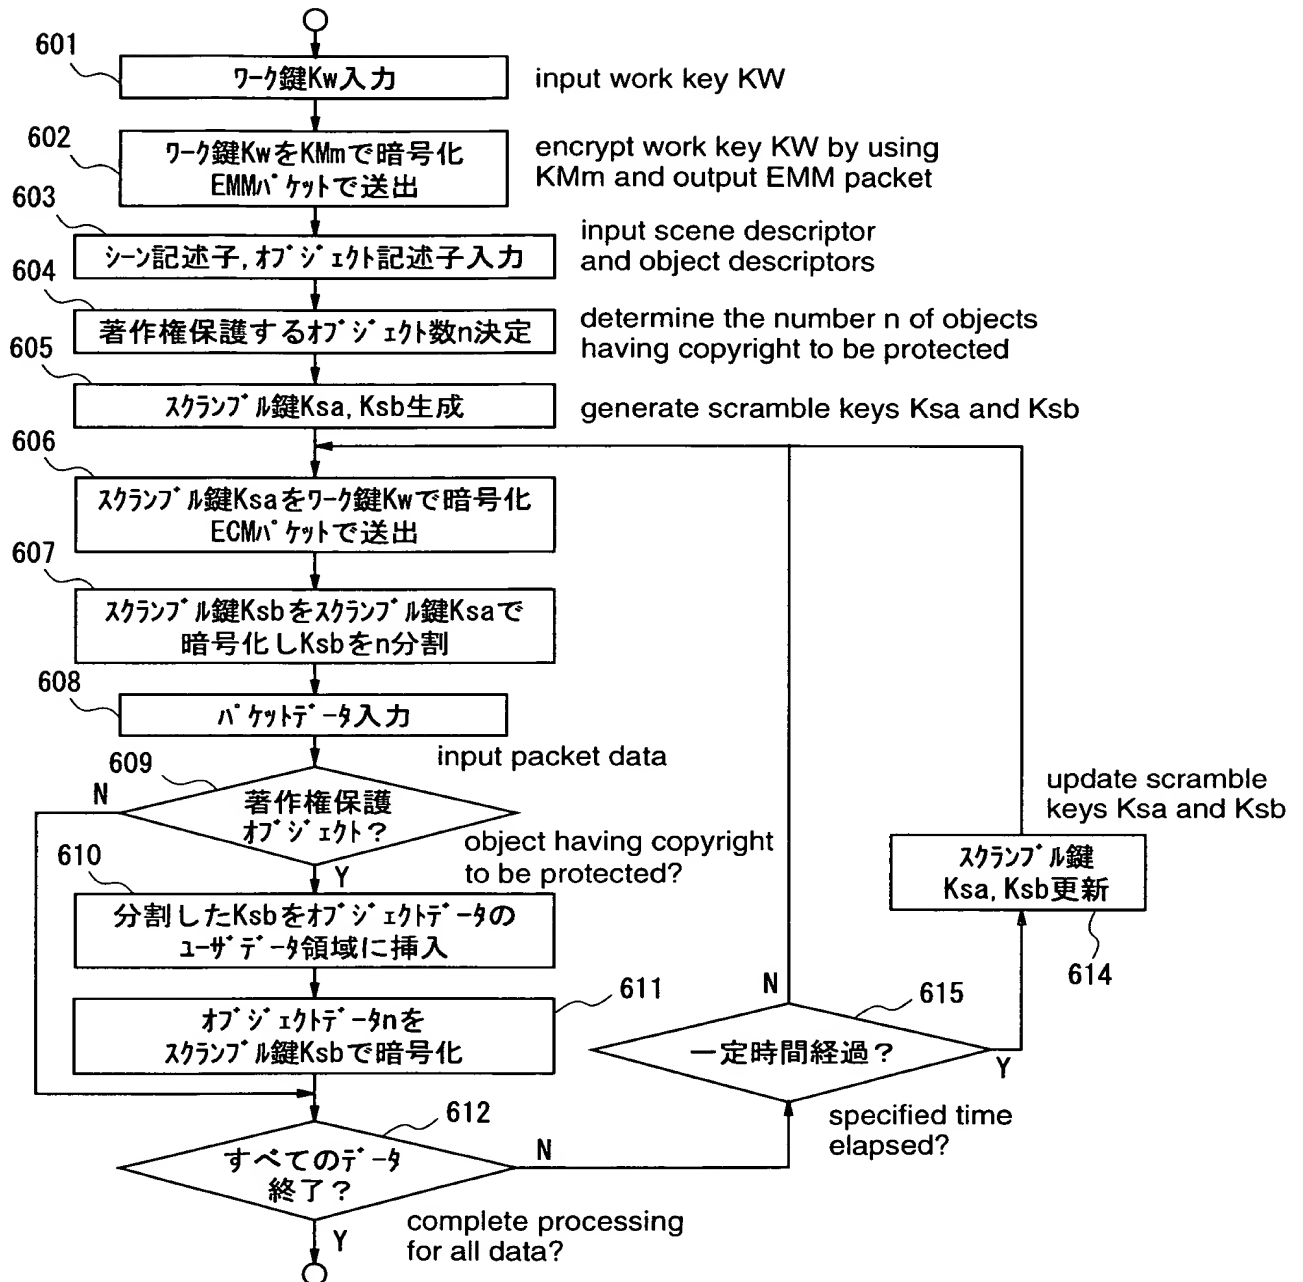 601
ワーク鍵Kw入力
input work key KW
602
ワーク鍵KwをKMmで暗号化
EMMパケットで送出
encrypt work key KW by using
KMm and output EMM packet
603
シーン記述子,オブジェクト記述子入力
input scene descriptor
and object descriptors
604
著作権保護するオブジェクト数n決定
determine the number n of objects
having copyright to be protected
605
スクランブル鍵Ksa,Ksb生成
generate scramble keys Ksa and Ksb
606
スクランブル鍵Ksaをワーク鍵Kwで暗号化
ECMパケットで送出
607
スクランブル鍵Ksbをスクランブル鍵Ksaで
暗号化しKsbをn分割
608
パケットデータ入力
input packet data
609
N
著作権保護
オブジェクト?
object having copyright
to be protected?
Y
610
分割したKsbをオブジェクトデータの
ユーザデータ領域に挿入
611
オブジェクトデータnを
スクランブル鍵Ksbで暗号化
612
すべてのデータ
終了?
N
Y
complete processing
for all data?
615
一定時間経過?
N
Y
specified time
elapsed?
update scramble
keys Ksa and Ksb
スクランブル鍵
Ksa,Ksb更新
614